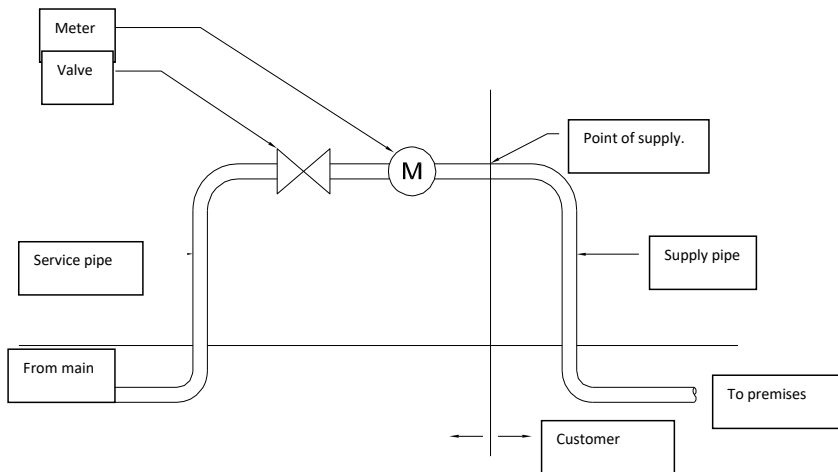 Meter
Valve
M
Point of supply.
Service pipe
Supply pipe
From main
To premises
Customer